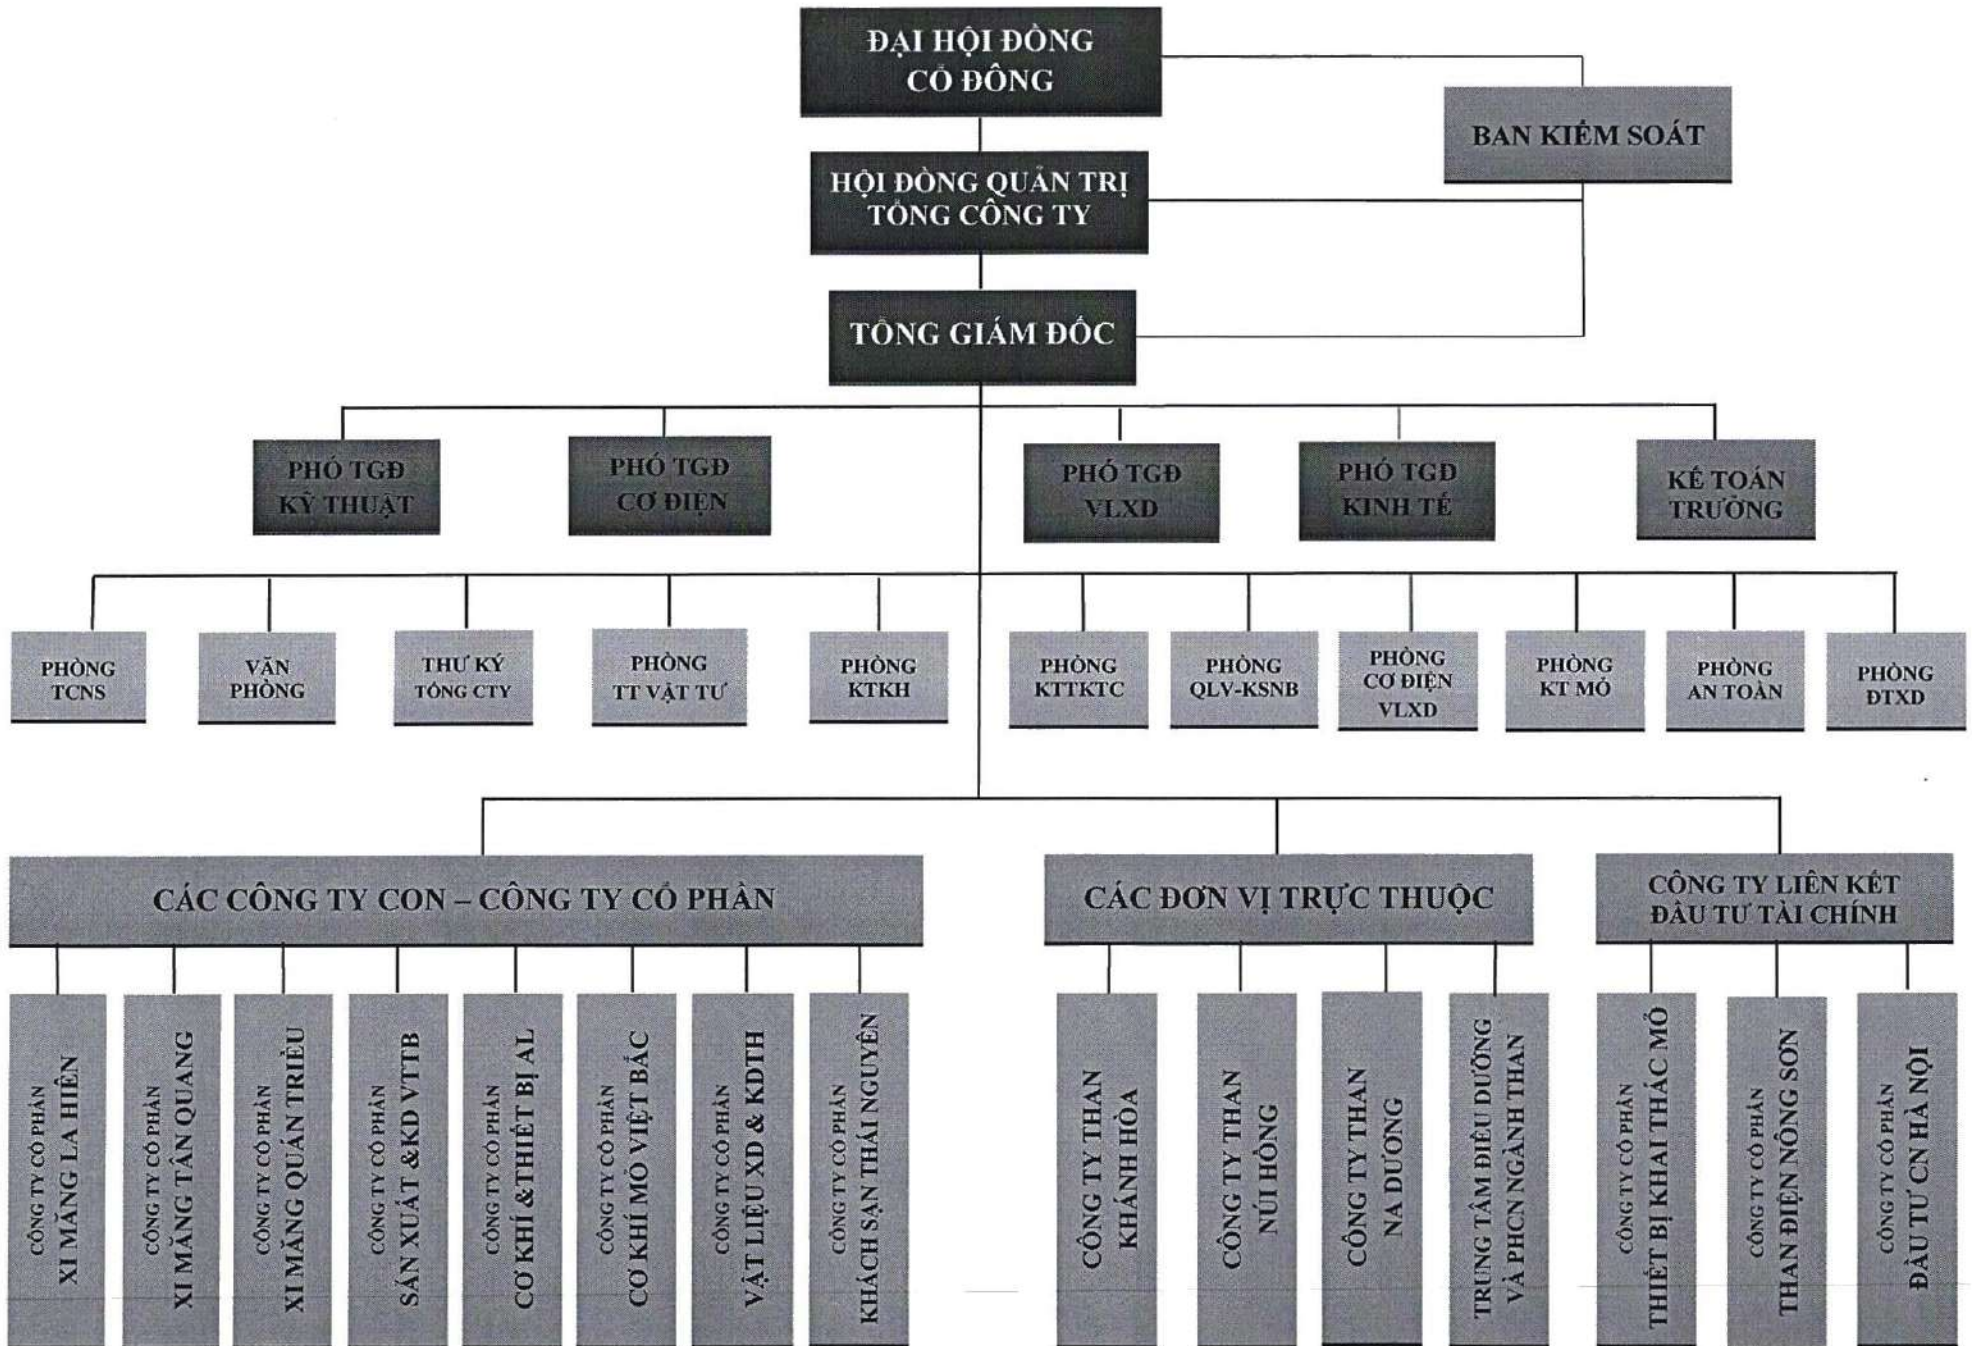 ĐẠI HỘI ĐỒNG
CỔ ĐÔNG
BAN KIỂM SOÁT
HỘI ĐỒNG QUẢN TRỊ
TỔNG CÔNG TY
TỔNG GIÁM ĐỐC
PHÓ TGĐ
KỸ THUẬT
PHÓ TGĐ
CƠ ĐIỆN
PHÓ TGĐ
VLXD
PHÓ TGĐ
KINH TẾ
KẾ TOÁN
TRƯỞNG
PHÒNG
TCNS
VĂN
PHÒNG
THƯ KÝ
TỔNG CTY
PHÒNG
TT VẬT TƯ
PHÒNG
KTKH
PHÒNG
KTTKTC
PHÒNG
QLV-KSNB
PHÒNG
CƠ ĐIỆN
VLXD
PHÒNG
KT MỎ
PHÒNG
AN TOÀN
PHÒNG
ĐTXD
CÁC CÔNG TY CON – CÔNG TY CỔ PHẦN
CÁC ĐƠN VỊ TRỰC THUỘC
CÔNG TY LIÊN KẾT
ĐẦU TƯ TÀI CHÍNH
CÔNG TY CỔ PHẦN
XI MĂNG LA HIÊN
CÔNG TY CỔ PHẦN
XI MĂNG TÂN QUANG
CÔNG TY CỔ PHẦN
XI MĂNG QUÁN TRIỀU
CÔNG TY CỔ PHẦN
SẢN XUẤT &KD VTTB
CÔNG TY CỔ PHẦN
CƠ KHÍ &THIẾT BỊ AL
CÔNG TY CỔ PHẦN
CƠ KHÍ MỎ VIỆT BẮC
CÔNG TY CỔ PHẦN
VẬT LIỆU XD & KDTH
CÔNG TY CỔ PHẦN
KHÁCH SẠN THÁI NGUYÊN
CÔNG TY THAN
KHÁNH HÒA
CÔNG TY THAN
NÚI HỒNG
CÔNG TY THAN
NA DƯƠNG
TRUNG TÂM ĐIỀU DƯỠNG
VÀ PHCN NGÀNH THAN
CÔNG TY CỔ PHẦN
THIẾT BỊ KHAI THÁC MỎ
CÔNG TY CỔ PHẦN
THAN ĐIỆN NÔNG SƠN
CÔNG TY CỔ PHẦN
ĐẦU TƯ CN HÀ NỘI